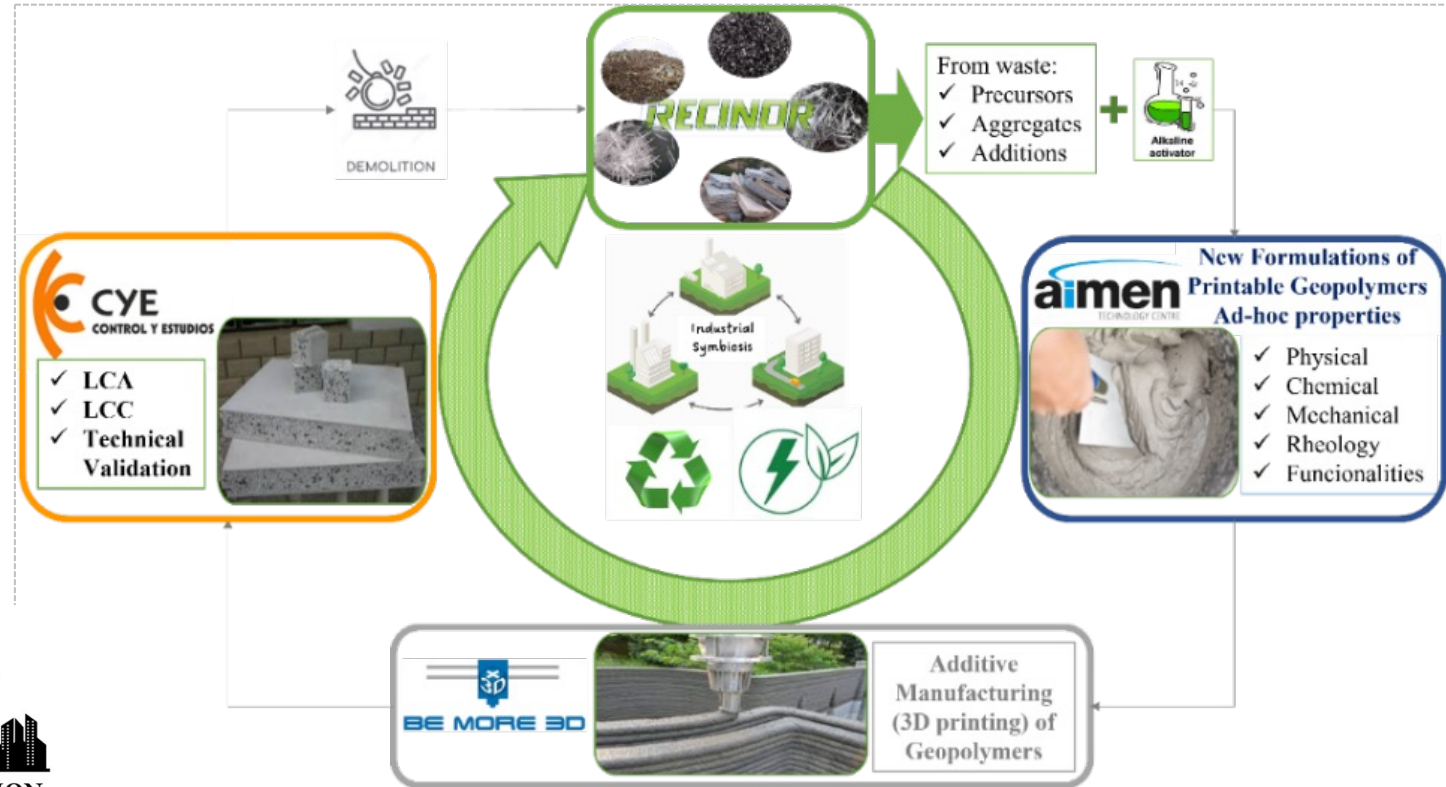 DEMOLITION
RECINOR
From waste:
✓ Precursors
✓ Aggregates
✓ Additions
Alkaline
activator
CYE
CONTROL Y ESTUDIOS
✓ LCA
✓ LCC
✓ Technical
Validation
Industrial
Symbiosis
aimen
TECHNOLOGY CENTRE
New Formulations of
Printable Geopolymers
Ad-hoc properties
✓ Physical
✓ Chemical
✓ Mechanical
✓ Rheology
✓ Funcionalities
3D
BE MORE 3D
Additive
Manufacturing
(3D printing) of
Geopolymers